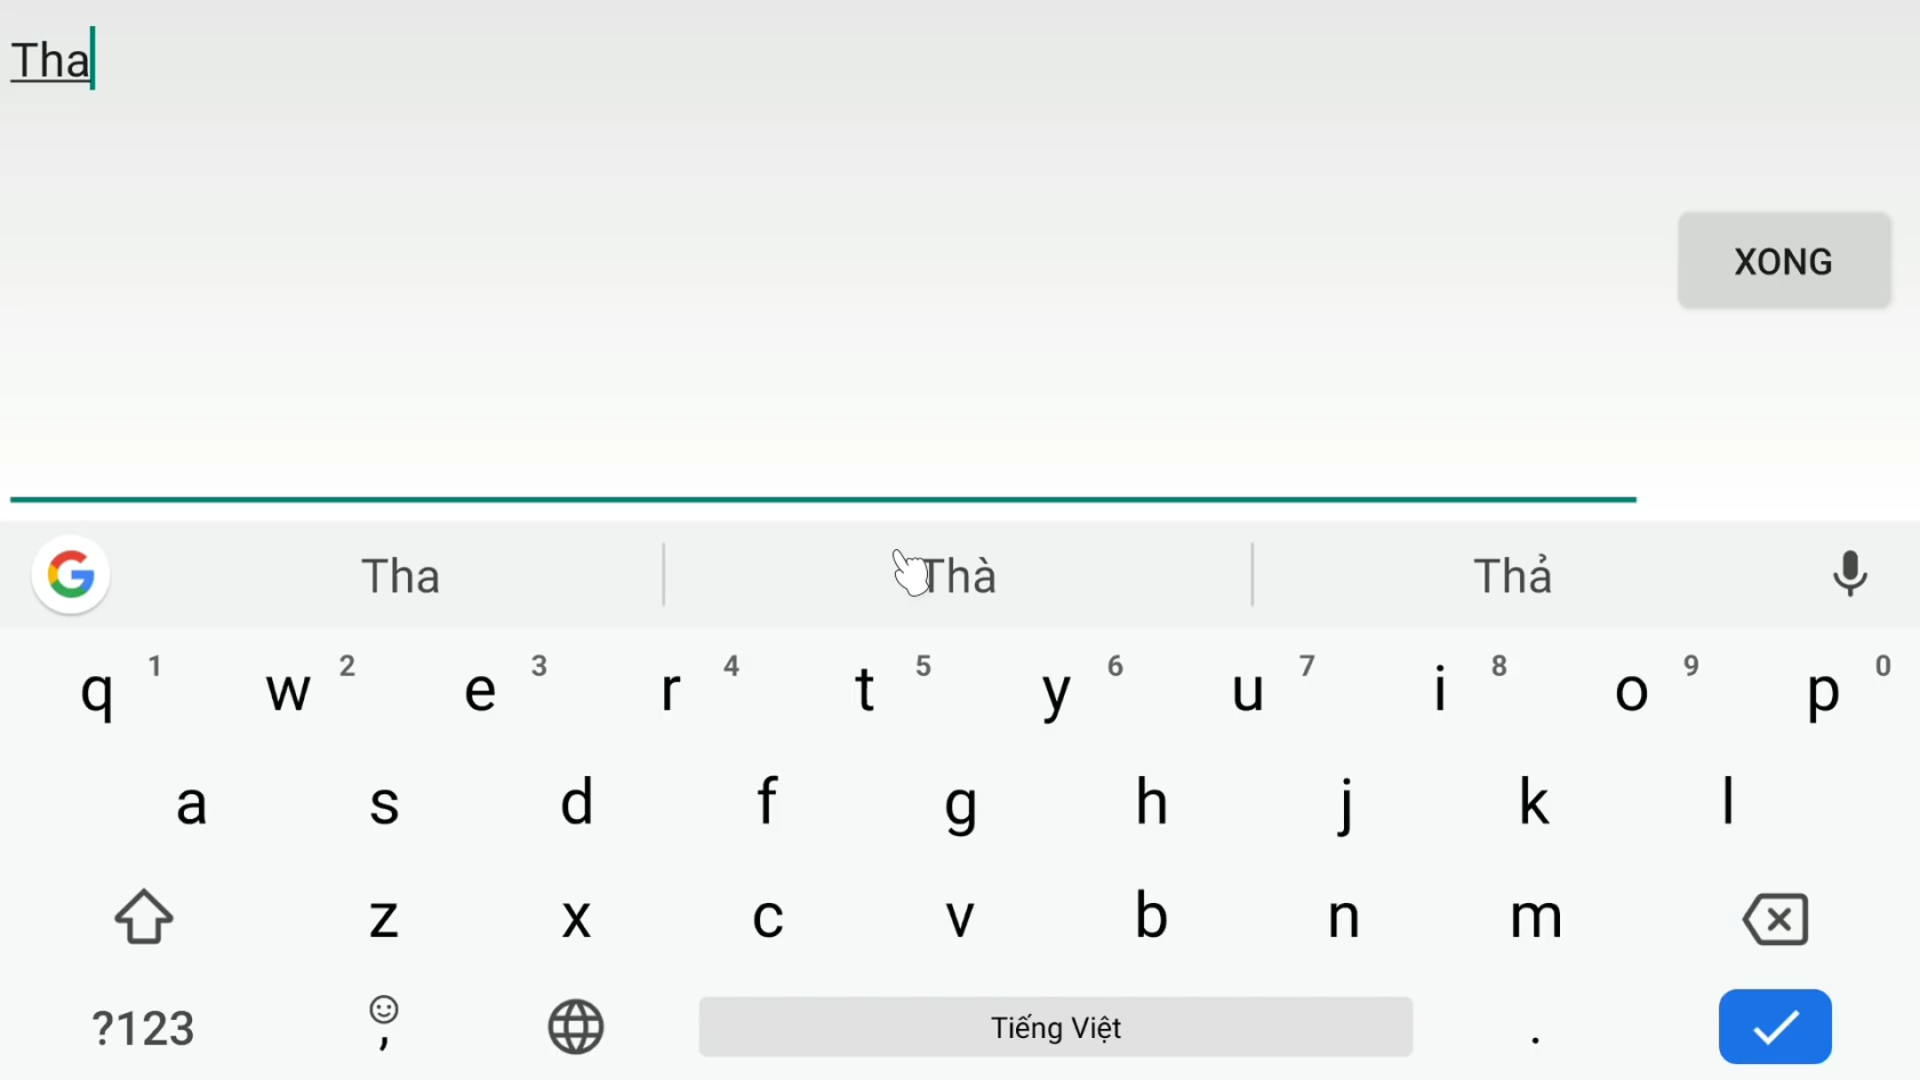 Tha
XONG
Tha Thà Thả
q 1 w 2 e 3 r 4 t 5 y 6 u 7 i 8 o 9 p 0
a s d f g h j k l
z x c v b n m
?123 , Tiếng Việt .